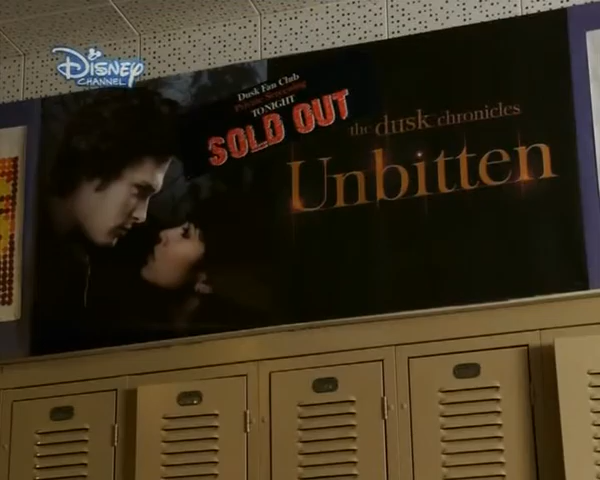 Disney
CHANNEL
Dusk Fan Club
Private Screening
TONIGHT
SOLD OUT
the dusk chronicles
Unbitten